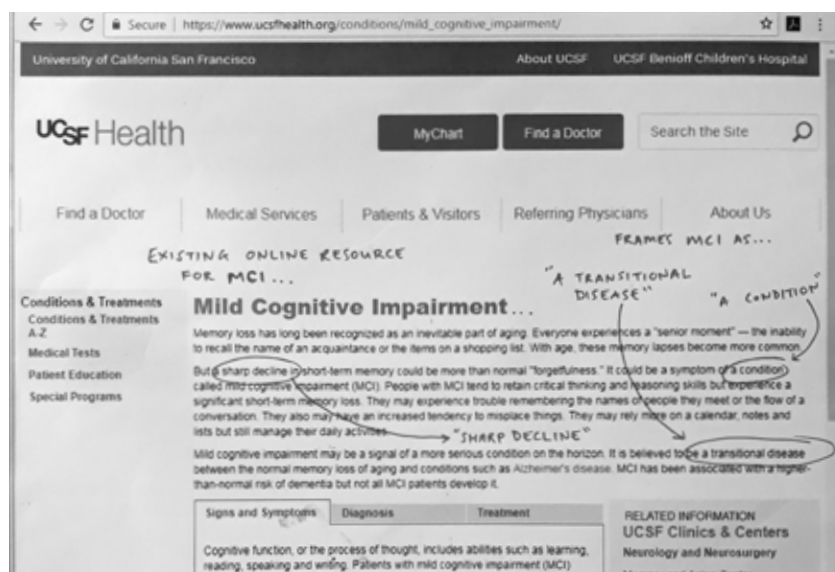 Secure | https://www.ucsfhealth.org/conditions/mild_cognitive_impairment/
University of California San Francisco
About UCSF
UCSF Benioff Children's Hospital
UCSF Health
MyChart
Find a Doctor
Search the Site
Find a Doctor
Medical Services
Patients & Visitors
Referring Physicians
About Us
EXISTING ONLINE RESOURCE
FOR MCI...
FRAMES MCI AS...
"A TRANSITIONAL
DISEASE"
"A CONDITION"
Conditions & Treatments
Conditions & Treatments
A-Z
Medical Tests
Patient Education
Special Programs
Mild Cognitive Impairment...
Memory loss has long been recognized as an inevitable part of aging. Everyone experiences a "senior moment" — the inability
to recall the name of an acquaintance or the items on a shopping list. With age, these memory lapses become more common.
But a sharp decline in short-term memory could be more than normal "forgetfulness." It could be a symptom of a condition
called mild cognitive impairment (MCI). People with MCI tend to retain critical thinking and reasoning skills but experience a
significant short-term memory loss. They may experience trouble remembering the names of people they meet or the flow of a
conversation. They also may have an increased tendency to misplace things. They may rely more on a calendar, notes and
lists but still manage their daily activities.
"SHARP DECLINE"
Mild cognitive impairment may be a signal of a more serious condition on the horizon. It is believed to be a transitional disease
between the normal memory loss of aging and conditions such as Alzheimer's disease. MCI has been associated with a higher-
than-normal risk of dementia but not all MCI patients develop it.
Signs and Symptoms
Diagnosis
Treatment
Cognitive function, or the process of thought, includes abilities such as learning,
reading, speaking and writing. Patients with mild cognitive impairment (MCI)
RELATED INFORMATION
UCSF Clinics & Centers
Neurology and Neurosurgery